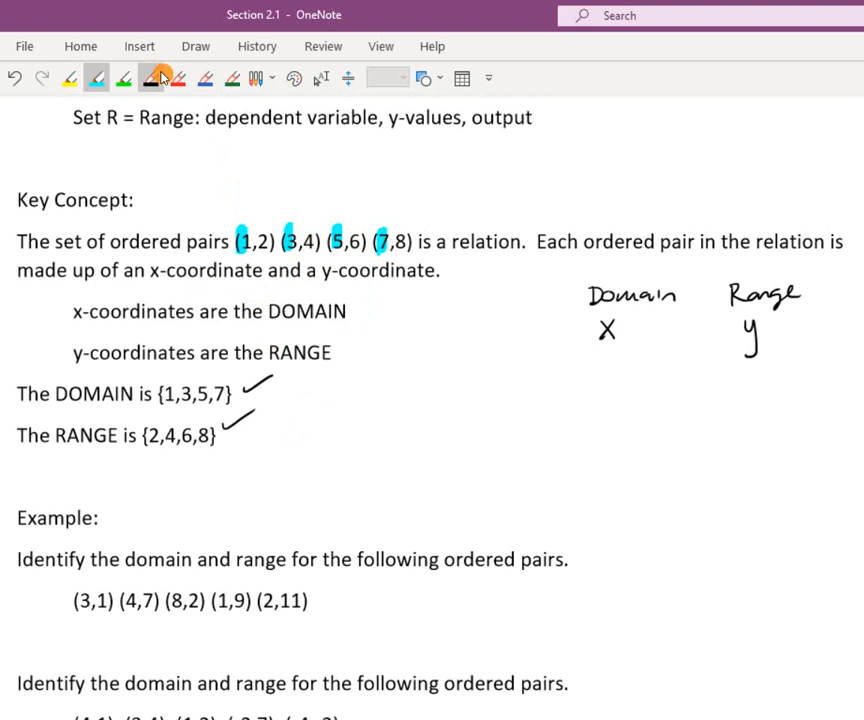 Section 2.1 - OneNote
Search
File Home Insert Draw History Review View Help
Set R = Range: dependent variable, y-values, output
Key Concept:
The set of ordered pairs (1,2) (3,4) (5,6) (7,8) is a relation. Each ordered pair in the relation is
made up of an x-coordinate and a y-coordinate.
Domain Range
x-coordinates are the DOMAIN
x y
y-coordinates are the RANGE
The DOMAIN is {1,3,5,7}
The RANGE is {2,4,6,8}
Example:
Identify the domain and range for the following ordered pairs.
(3,1) (4,7) (8,2) (1,9) (2,11)
Identify the domain and range for the following ordered pairs.